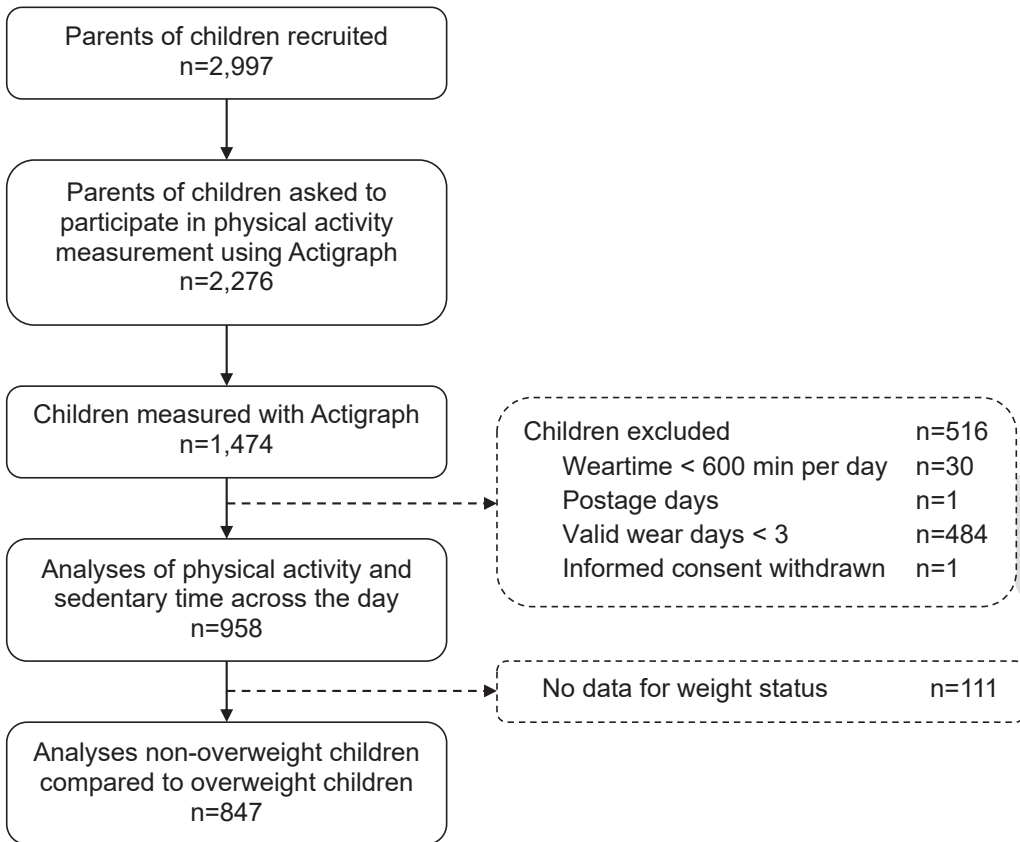 Parents of children recruited
n=2,997
Parents of children asked to
participate in physical activity
measurement using Actigraph
n=2,276
Children measured with Actigraph
n=1,474
Children excluded n=516
Weartime < 600 min per day n=30
Postage days n=1
Valid wear days < 3 n=484
Informed consent withdrawn n=1
Analyses of physical activity and
sedentary time across the day
n=958
No data for weight status n=111
Analyses non-overweight children
compared to overweight children
n=847